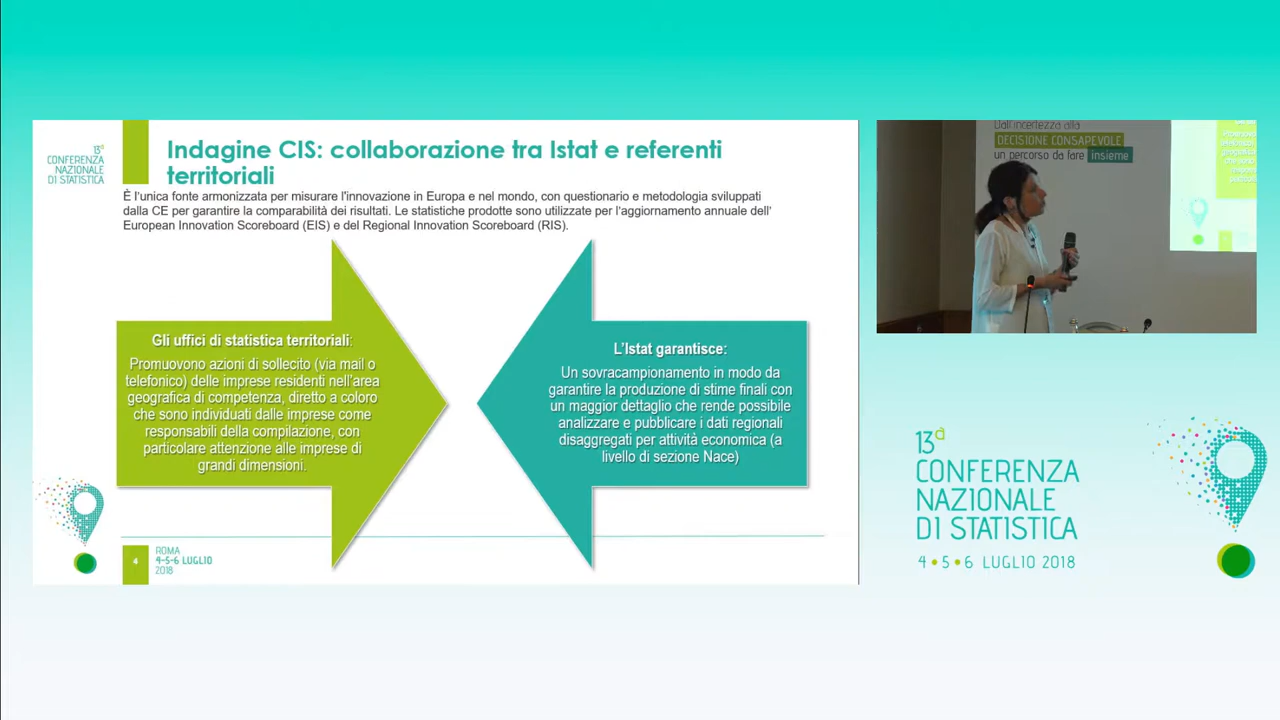 13ª
CONFERENZA
NAZIONALE
DI STATISTICA
Indagine CIS: collaborazione tra Istat e referenti
territoriali
È l'unica fonte armonizzata per misurare l'innovazione in Europa e nel mondo, con questionario e metodologia sviluppati
dalla CE per garantire la comparabilità dei risultati. Le statistiche prodotte sono utilizzate per l'aggiornamento annuale dell'
European Innovation Scoreboard (EIS) e del Regional Innovation Scoreboard (RIS).
Gli uffici di statistica territoriali:
Promuovono azioni di sollecito (via mail o
telefonico) delle imprese residenti nell'area
geografica di competenza, diretto a coloro
che sono individuati dalle imprese come
responsabili della compilazione, con
particolare attenzione alle imprese di
grandi dimensioni.
L'Istat garantisce:
Un sovracampionamento in modo da
garantire la produzione di stime finali con
un maggior dettaglio che rende possibile
analizzare e pubblicare i dati regionali
disaggregati per attività economica (a
livello di sezione Nace)
4
ROMA
4-5-6 LUGLIO
2018
Dall'incertezza alla
DECISIONE CONSAPEVOLE
un percorso da fare insieme
13ª
CONFERENZA
NAZIONALE
DI STATISTICA
4 • 5 • 6 LUGLIO 2018